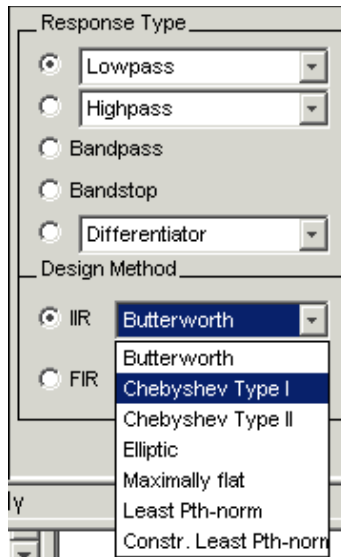 Response Type
Lowpass
Highpass
Bandpass
Bandstop
Differentiator
Design Method
IIR Butterworth
Butterworth
FIR Chebyshev Type I
Chebyshev Type II
Elliptic
Maximally flat
ly
Least Pth-norm
Constr. Least Pth-norm